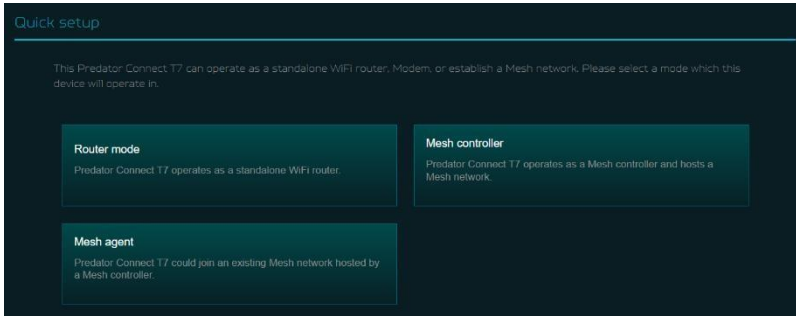 Quick setup
This Predator Connect T7 can operate as a standalone WiFi router, Modem, or establish a Mesh network. Please select a mode which this
device will operate in.
Router mode
Predator Connect T7 operates as a standalone WiFi router.
Mesh controller
Predator Connect T7 operates as a Mesh controller and hosts a
Mesh network.
Mesh agent
Predator Connect T7 could join an existing Mesh network hosted by
a Mesh controller.